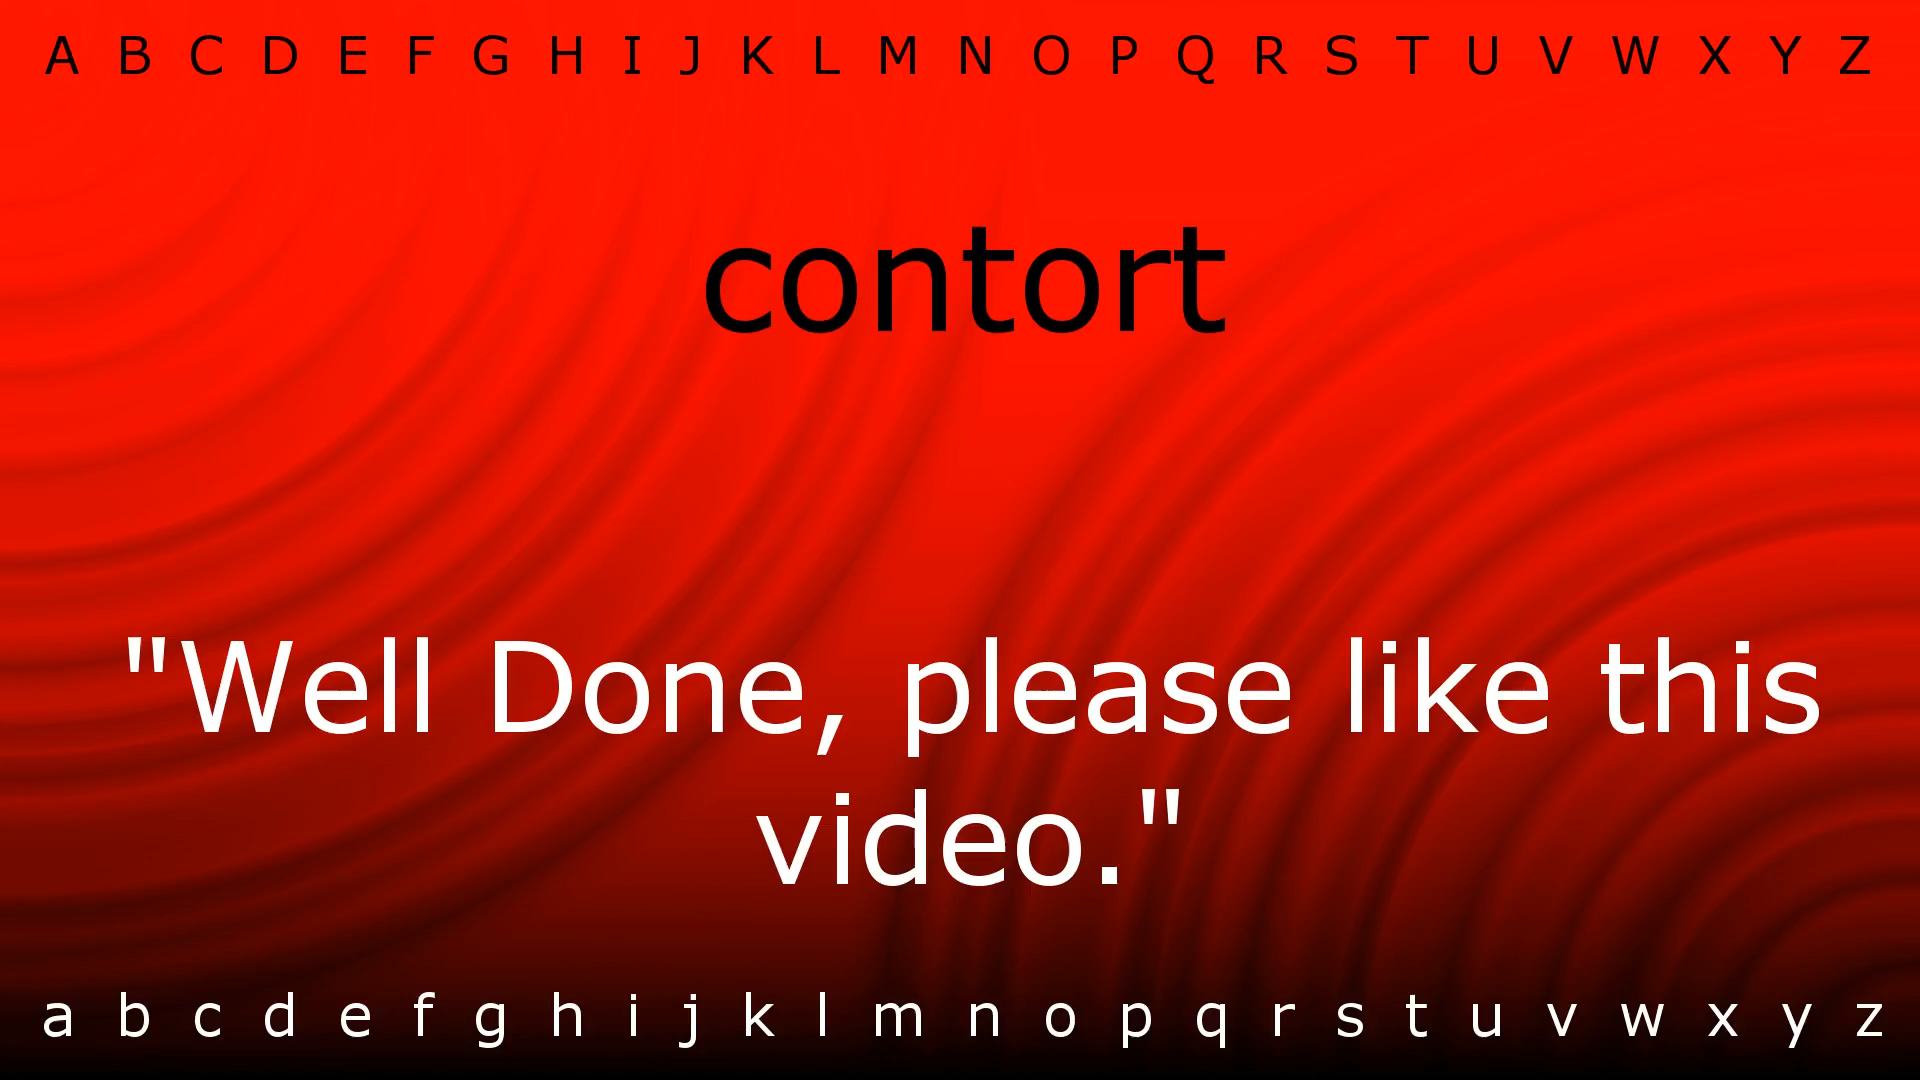 A B C D E F G H I J K L M N O P Q R S T U V W X Y Z
contort
"Well Done, please like this
video."
a b c d e f g h i j k l m n o p q r s t u v w x y z